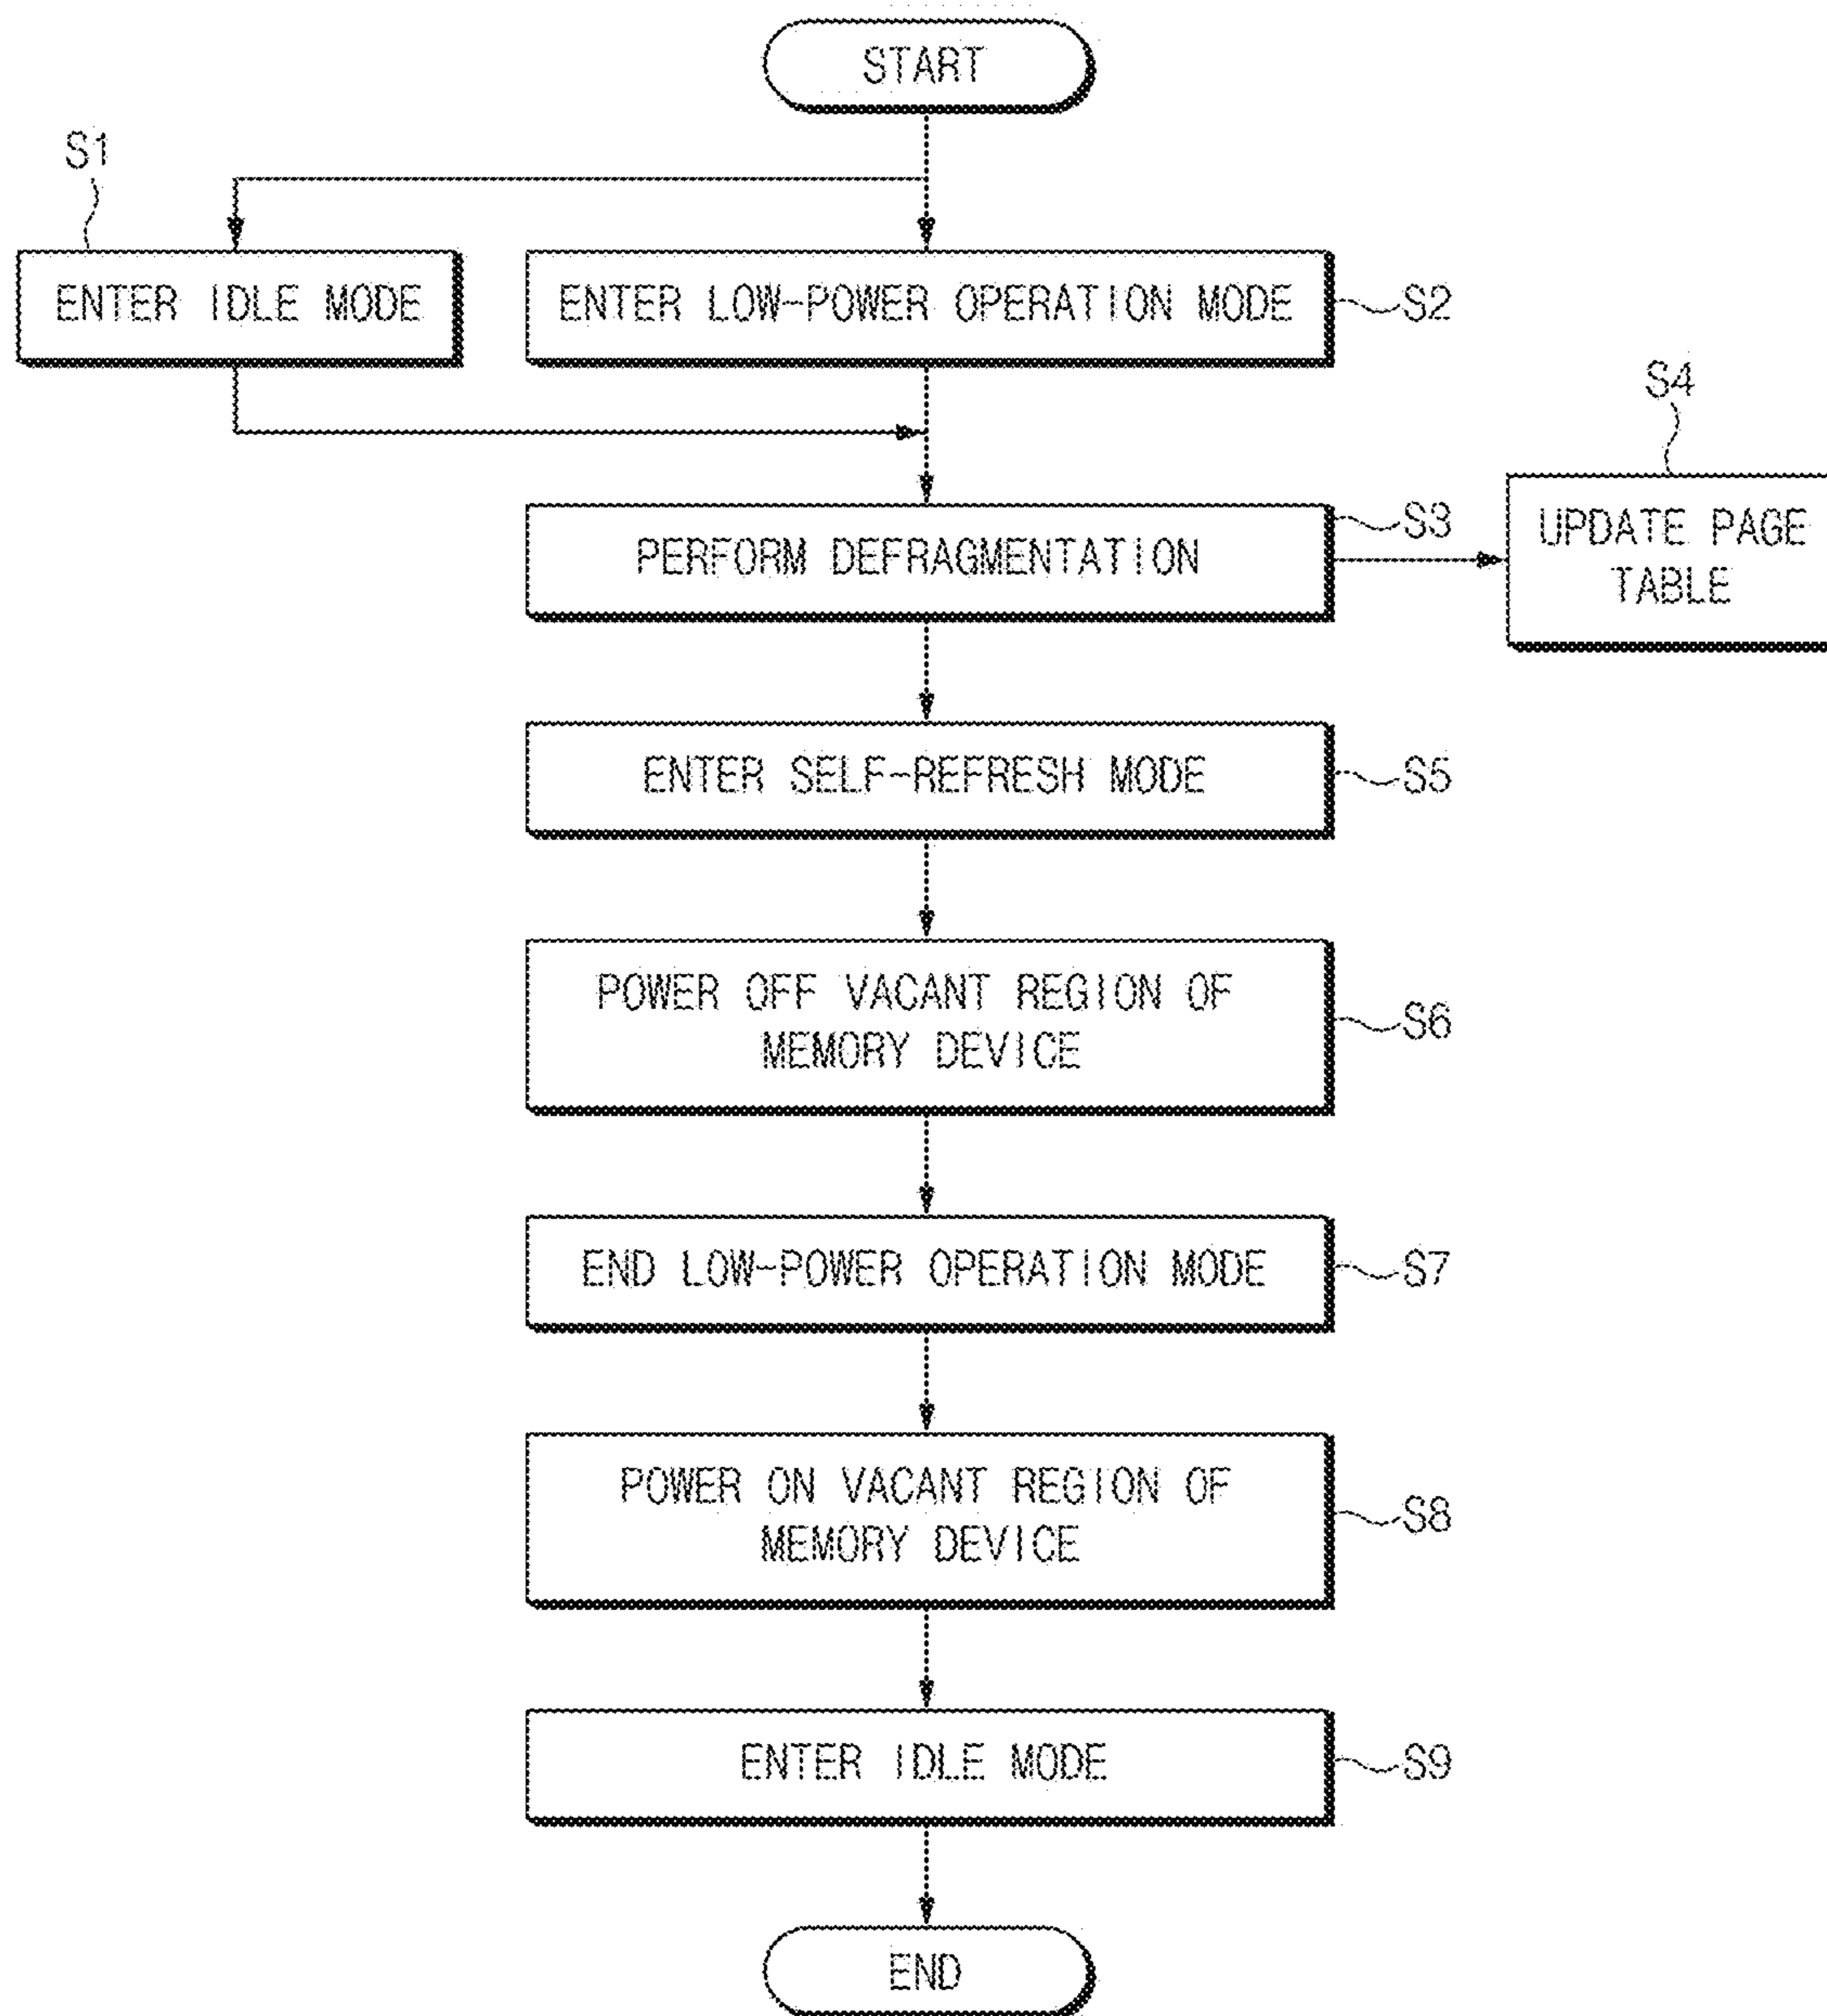 START
S1
ENTER IDLE MODE
ENTER LOW-POWER OPERATION MODE
S2
S4
UPDATE PAGE
TABLE
PERFORM DEFRAGMENTATION
S3
ENTER SELF-REFRESH MODE
S5
POWER OFF VACANT REGION OF
MEMORY DEVICE
S6
END LOW-POWER OPERATION MODE
S7
POWER ON VACANT REGION OF
MEMORY DEVICE
S8
ENTER IDLE MODE
S9
END